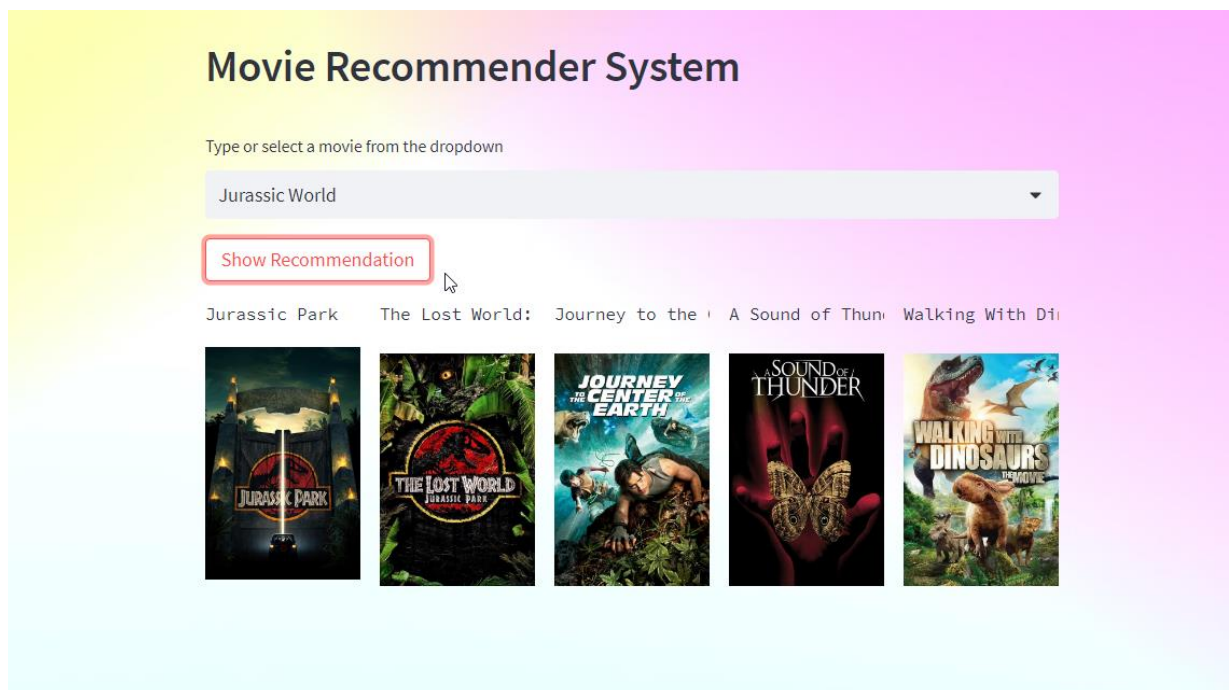 Movie Recommender System
Type or select a movie from the dropdown
Jurassic World
Show Recommendation
Jurassic Park
The Lost World:
Journey to the
A Sound of Thun
Walking With Di
JURASSIC PARK
THE LOST WORLD
JURASSIC PARK
JOURNEY
TO THE CENTER OF THE
EARTH
A SOUND OF
THUNDER
WALKING WITH
DINOSAURS
THE MOVIE